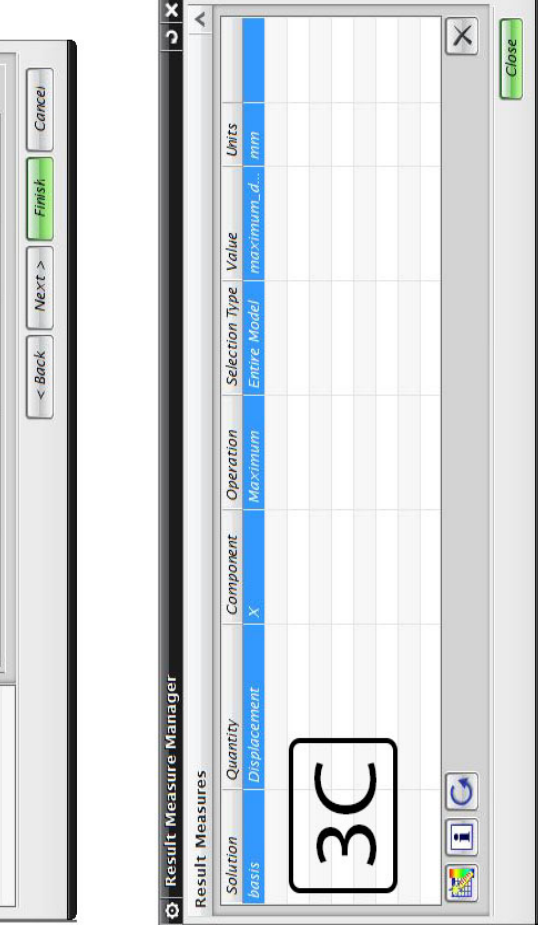 < Back Next > Finish Cancel
Result Measure Manager
Result Measures
Solution Quantity Component Operation Selection Type Value Units
basis Displacement X Maximum Entire Model maximum_d... mm
3C
Close